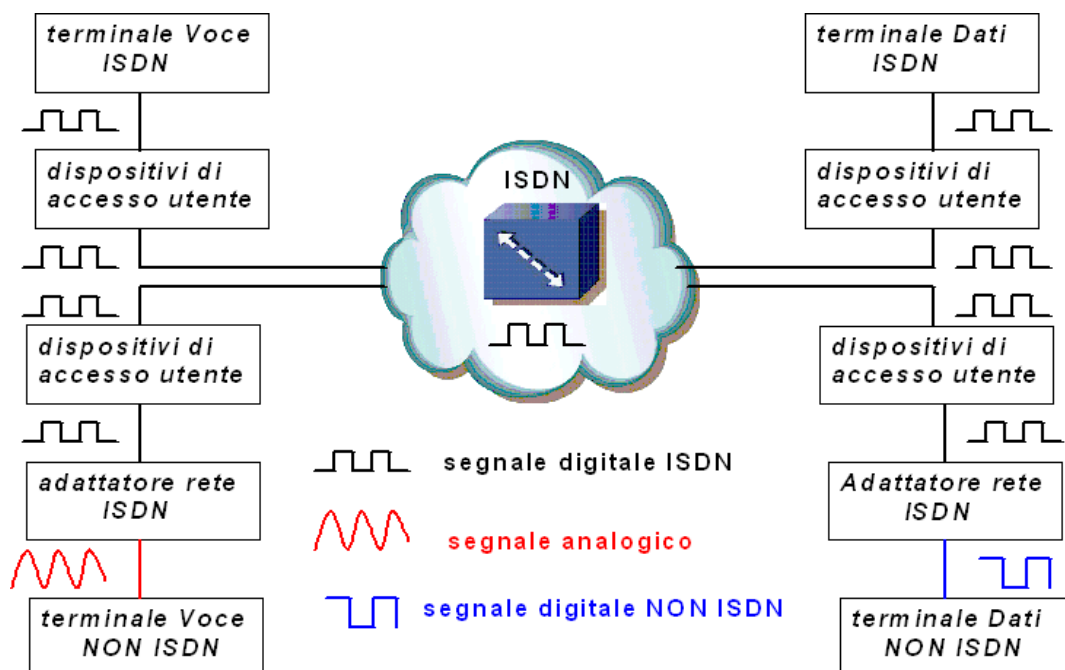 terminale Voce
ISDN
terminale Dati
ISDN
dispositivi di
accesso utente
ISDN
dispositivi di
accesso utente
dispositivi di
accesso utente
dispositivi di
accesso utente
adattatore rete
ISDN
segnale digitale ISDN
Adattatore rete
ISDN
segnale analogico
segnale digitale NON ISDN
terminale Voce
NON ISDN
terminale Dati
NON ISDN